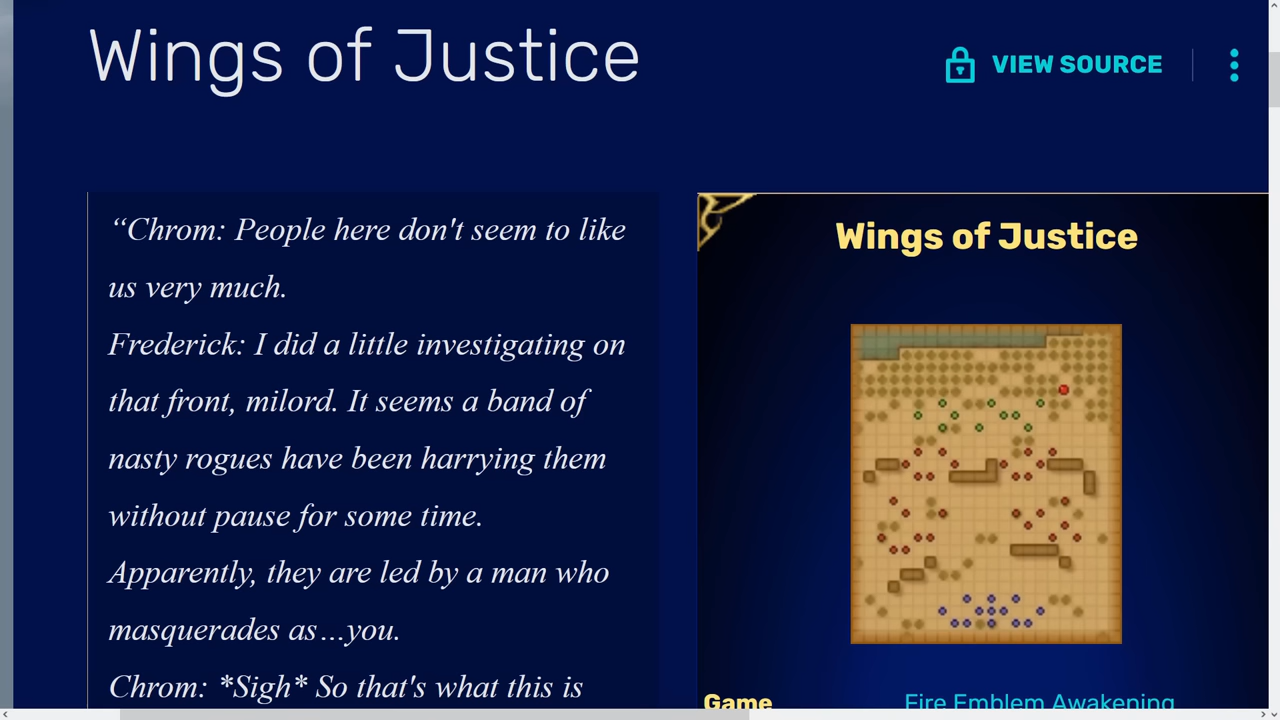 Wings of Justice
VIEW SOURCE
“Chrom: People here don't seem to like
us very much.
Frederick: I did a little investigating on
that front, milord. It seems a band of
nasty rogues have been harrying them
without pause for some time.
Apparently, they are led by a man who
masquerades as…you.
Chrom: *Sigh* So that's what this is
Wings of Justice
Game Fire Emblem Awakening